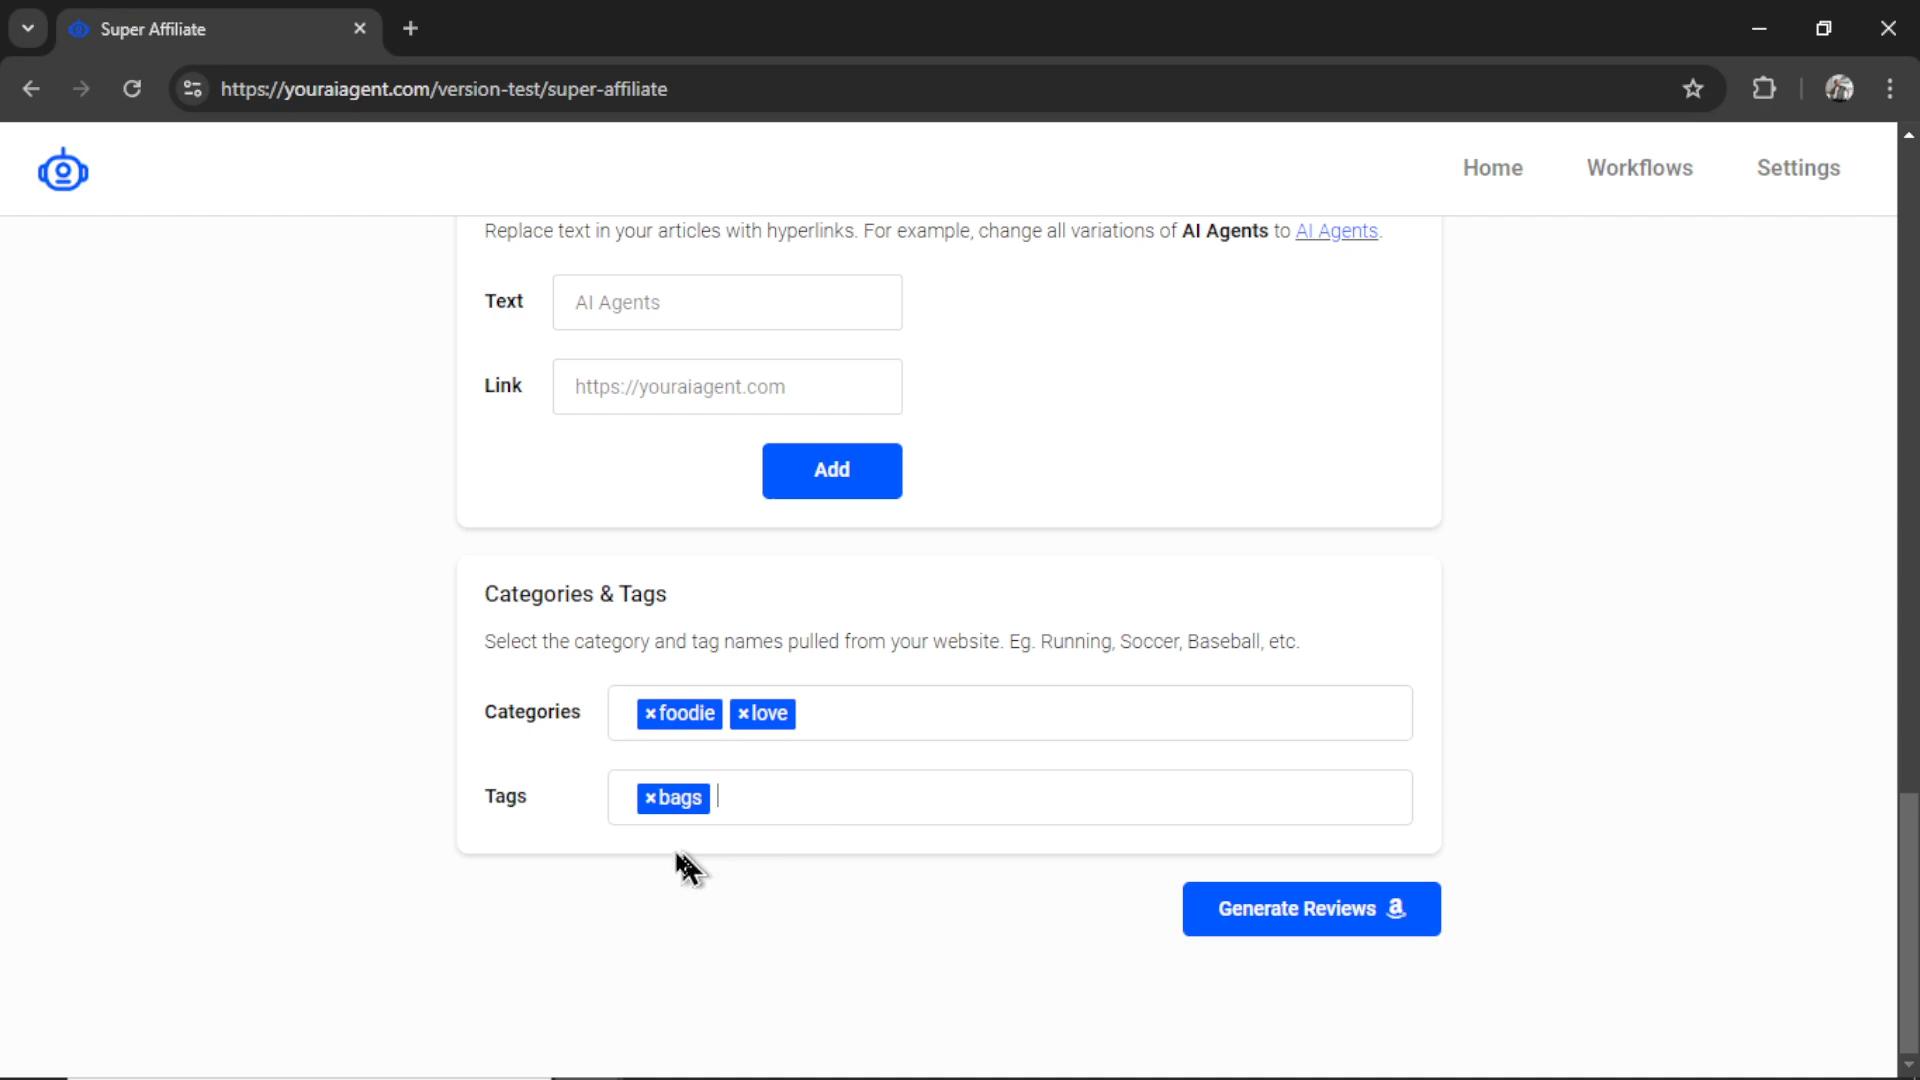 Super Affiliate
https://youraiagent.com/version-test/super-affiliate
Home Workflows Settings
Replace text in your articles with hyperlinks. For example, change all variations of AI Agents to AI Agents.
Text AI Agents
Link https://youraiagent.com
Add
Categories & Tags
Select the category and tag names pulled from your website. Eg. Running, Soccer, Baseball, etc.
Categories ×foodie ×love
Tags ×bags
Generate Reviews